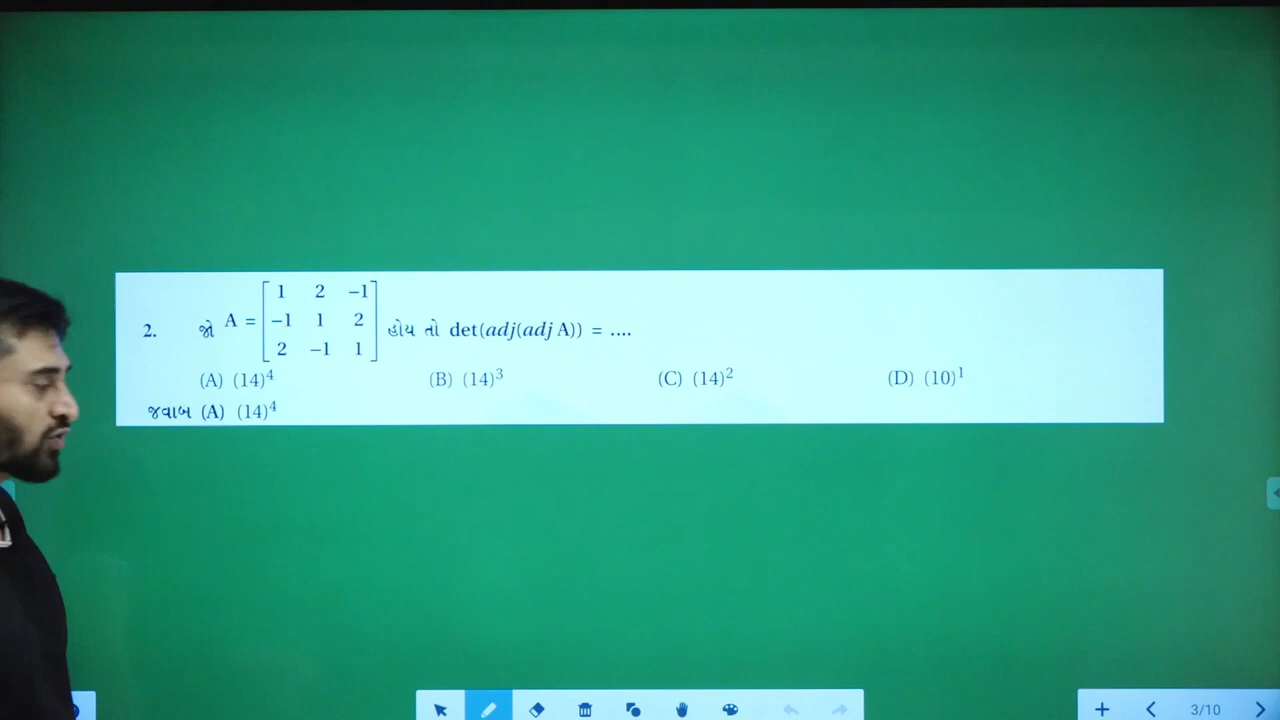 2. જો A = [1 2 −1
−1 1 2
2 −1 1] હોય તો det(adj(adj A)) = ....
(A) (14)⁴ (B) (14)³ (C) (14)² (D) (10)¹
જવાબ (A) (14)⁴
3/10